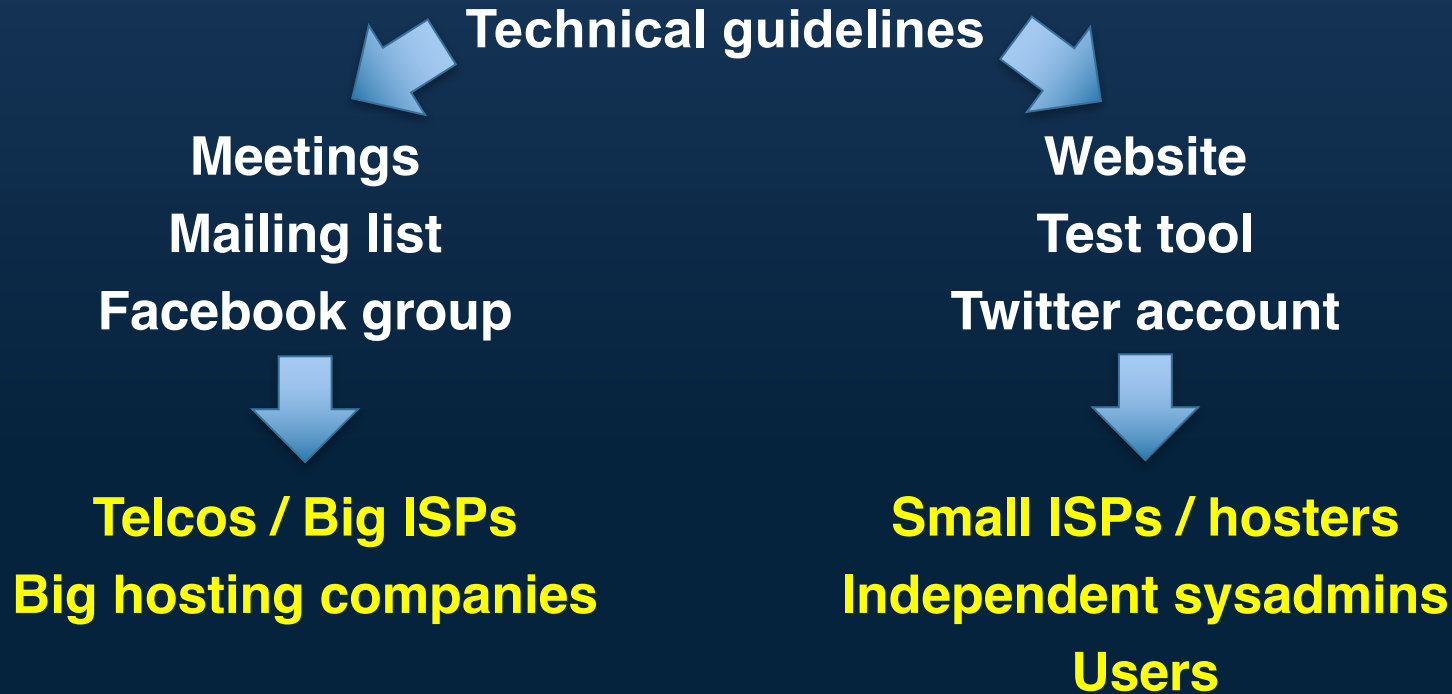 Technical guidelines
Meetings
Mailing list
Facebook group
Website
Test tool
Twitter account
Telcos / Big ISPs
Big hosting companies
Small ISPs / hosters
Independent sysadmins
Users